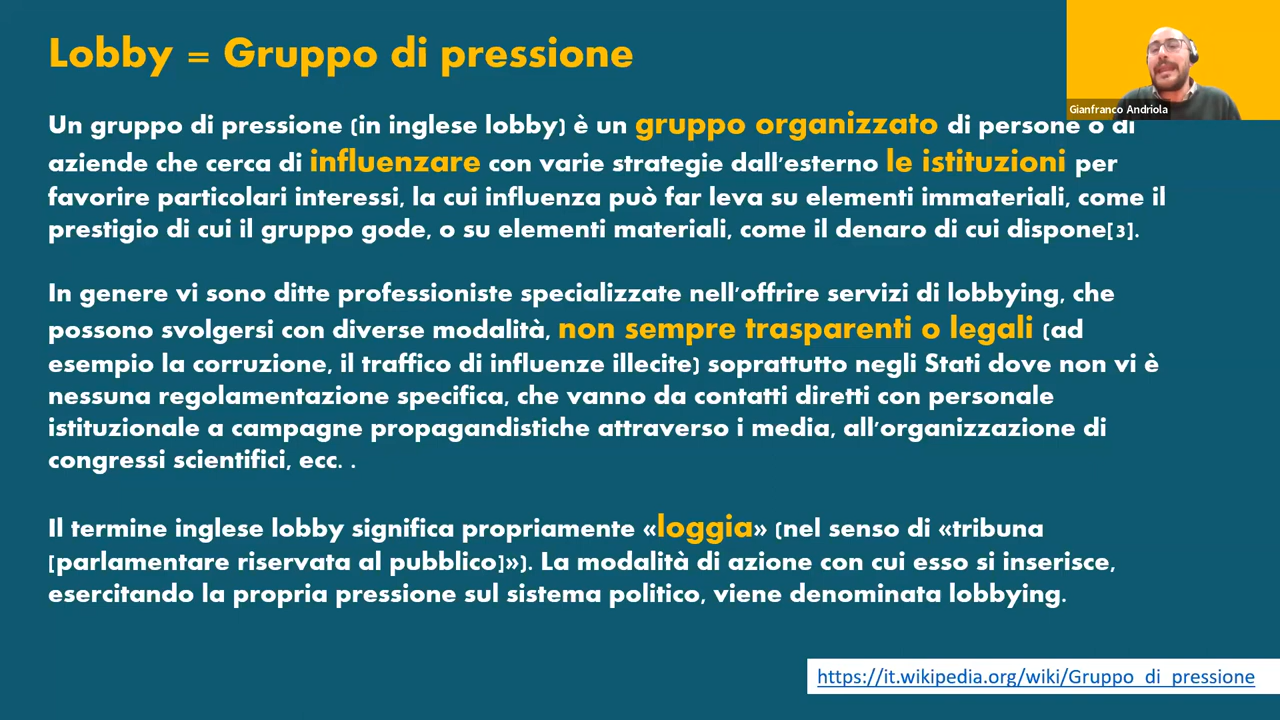 Lobby = Gruppo di pressione
Gianfranco Andriola
Un gruppo di pressione (in inglese lobby) è un gruppo organizzato di persone o di
aziende che cerca di influenzare con varie strategie dall'esterno le istituzioni per
favorire particolari interessi, la cui influenza può far leva su elementi immateriali, come il
prestigio di cui il gruppo gode, o su elementi materiali, come il denaro di cui dispone[3].
In genere vi sono ditte professioniste specializzate nell'offrire servizi di lobbying, che
possono svolgersi con diverse modalità, non sempre trasparenti o legali (ad
esempio la corruzione, il traffico di influenze illecite) soprattutto negli Stati dove non vi è
nessuna regolamentazione specifica, che vanno da contatti diretti con personale
istituzionale a campagne propagandistiche attraverso i media, all'organizzazione di
congressi scientifici, ecc. .
Il termine inglese lobby significa propriamente «loggia» (nel senso di «tribuna
[parlamentare riservata al pubblico]»). La modalità di azione con cui esso si inserisce,
esercitando la propria pressione sul sistema politico, viene denominata lobbying.
https://it.wikipedia.org/wiki/Gruppo_di_pressione